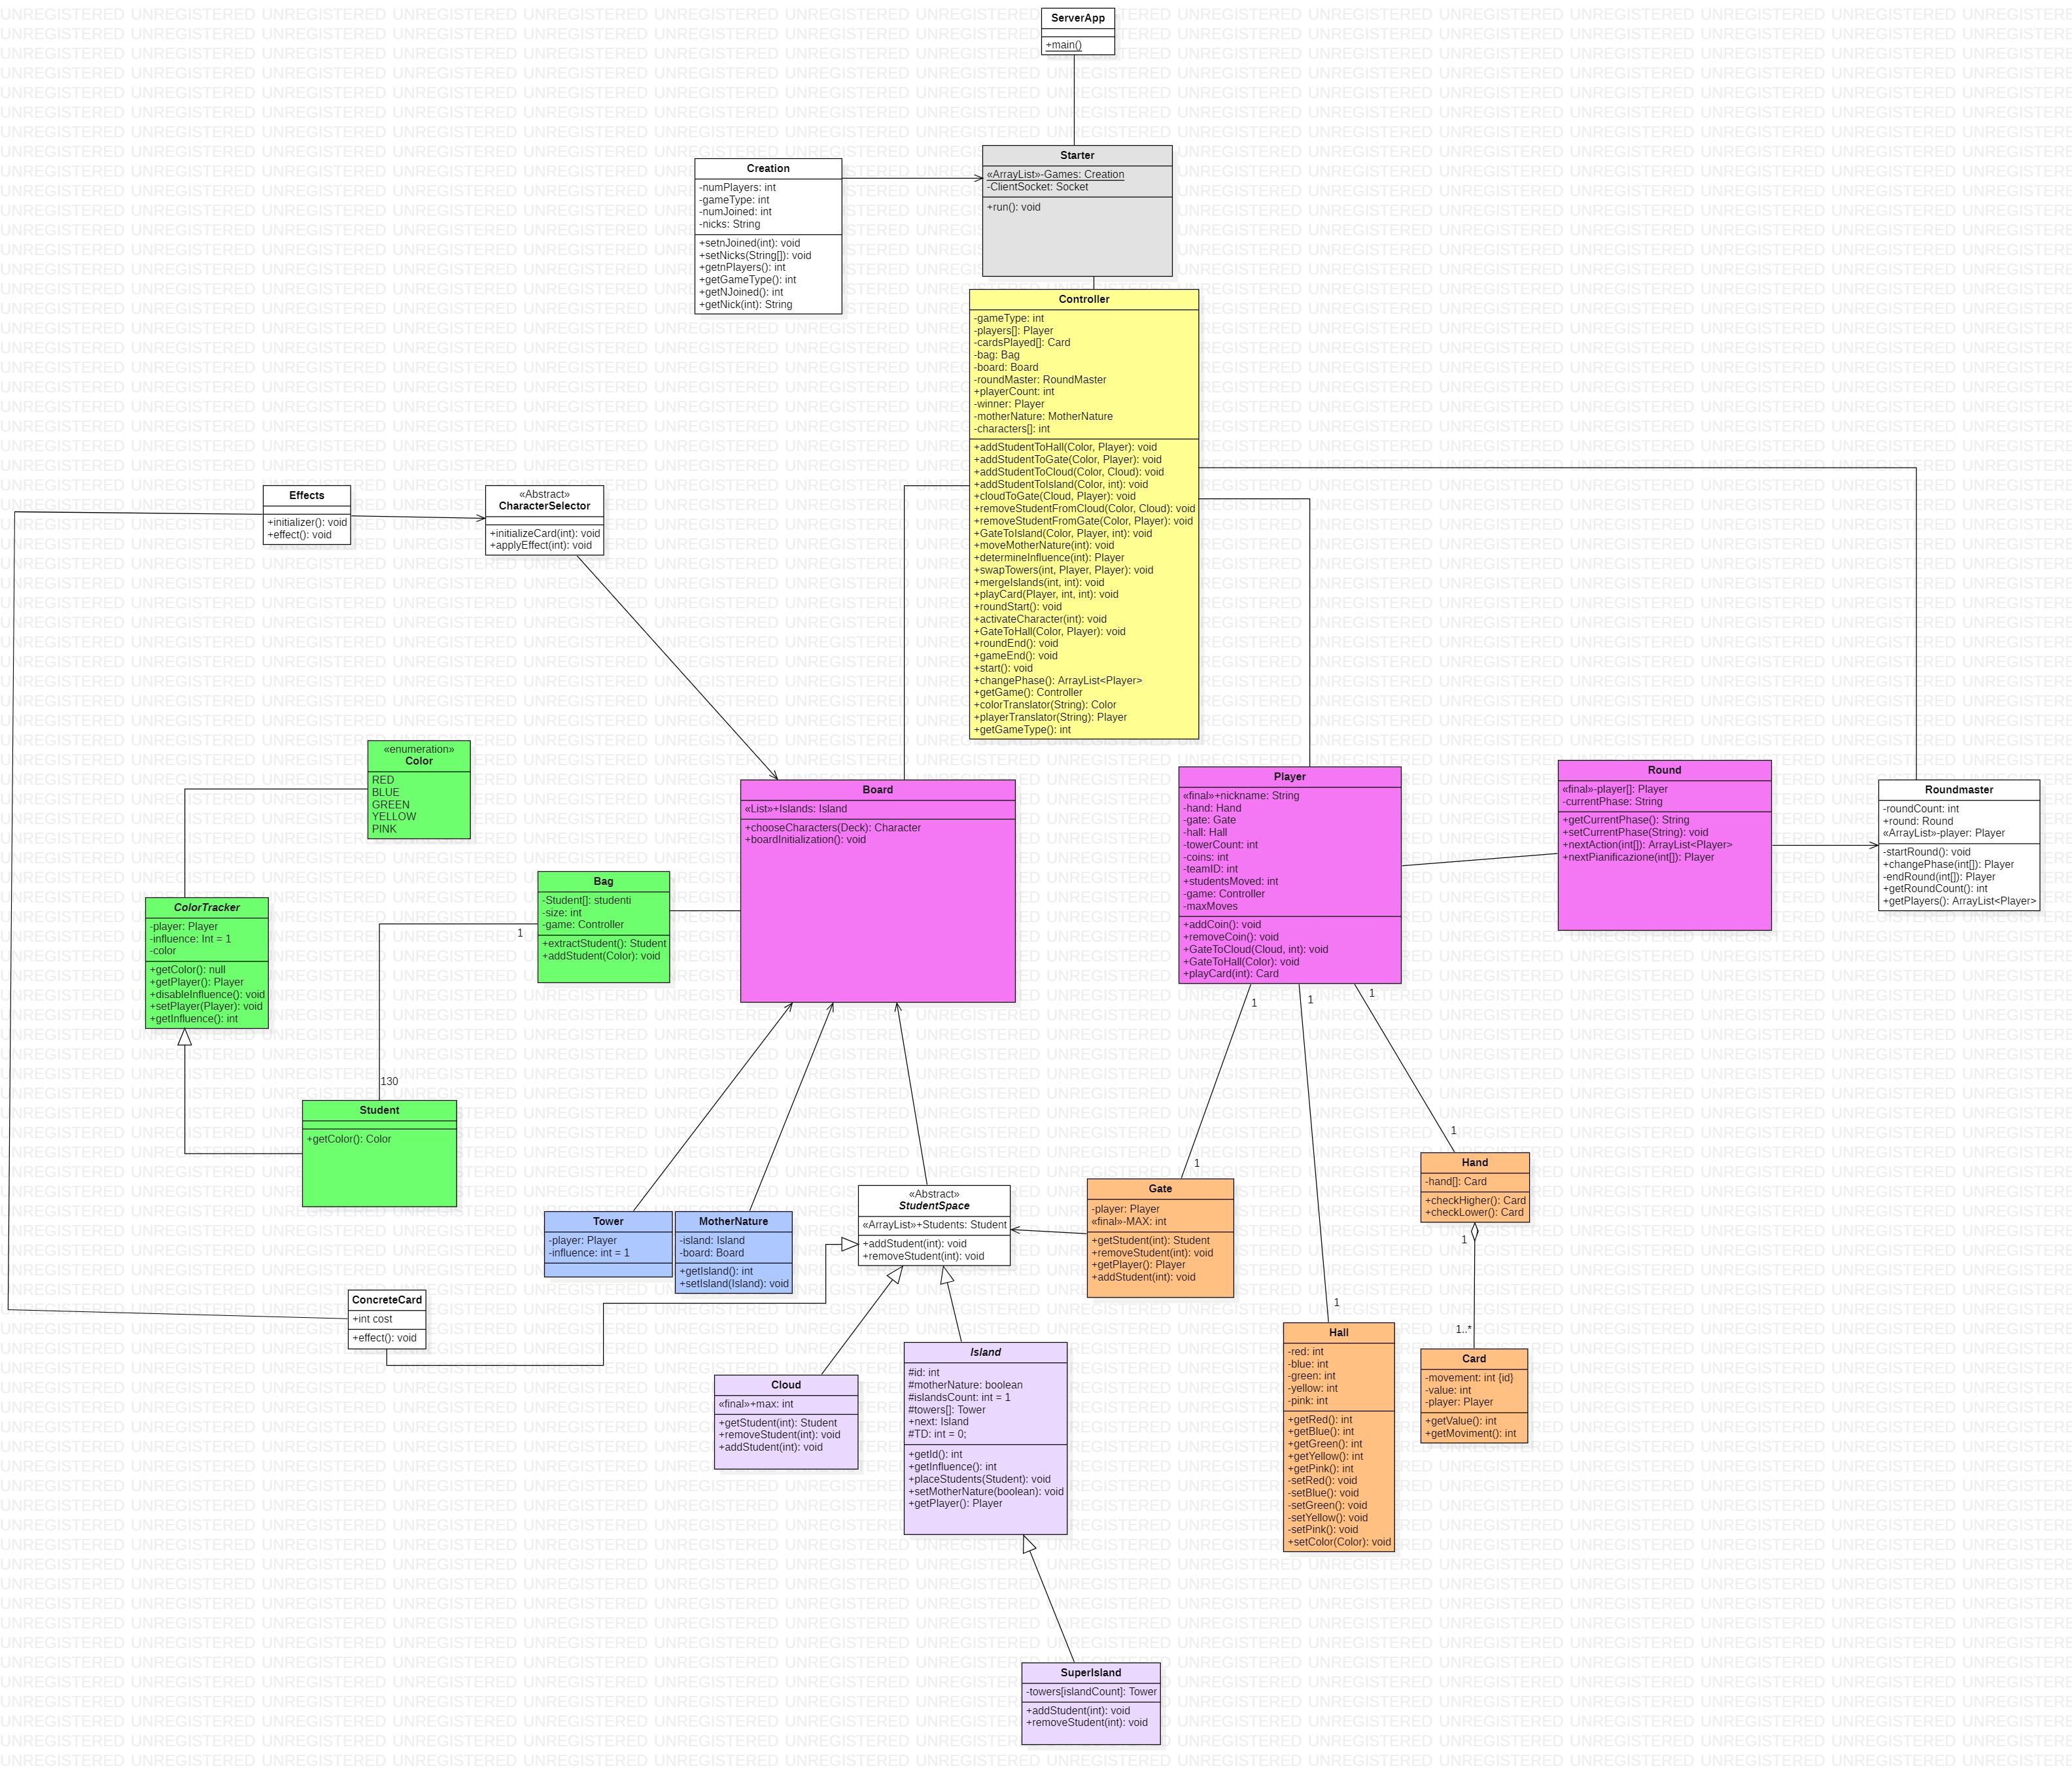 ServerApp
+main()
Starter
«ArrayList»-Games: Creation
-ClientSocket: Socket
+run(): void
Creation
-numPlayers: int
-gameType: int
-numJoined: int
-nicks: String
+setnJoined(int): void
+setNicks(String[]): void
+getnPlayers(): int
+getGameType(): int
+getNJoined(): int
+getNick(int): String
Controller
-gameType: int
-players[]: Player
-cardsPlayed[]: Card
-bag: Bag
-board: Board
-roundMaster: RoundMaster
+playerCount: int
-winner: Player
-motherNature: MotherNature
-characters[]: int
+addStudentToHall(Color, Player): void
+addStudentToGate(Color, Player): void
+addStudentToCloud(Color, Cloud): void
+addStudentToIsland(Color, int): void
+cloudToGate(Cloud, Player): void
+removeStudentFromCloud(Color, Cloud): void
+removeStudentFromGate(Color, Player): void
+GateToIsland(Color, Player, int): void
+moveMotherNature(int): void
+determineInfluence(int): Player
+swapTowers(int, Player, Player): void
+mergeIslands(int, int): void
+playCard(Player, int, int): void
+roundStart(): void
+activateCharacter(int): void
+GateToHall(Color, Player): void
+roundEnd(): void
+gameEnd(): void
+start(): void
+changePhase(): ArrayList<Player>
+getGame(): Controller
+colorTranslator(String): Color
+playerTranslator(String): Player
+getGameType(): int
Effects
+initializer(): void
+effect(): void
«Abstract»
CharacterSelector
+initializeCard(int): void
+applyEffect(int): void
«enumeration»
Color
RED
BLUE
GREEN
YELLOW
PINK
Board
«List»+Islands: Island
+chooseCharacters(Deck): Character
+boardInitialization(): void
Player
«final»+nickname: String
-hand: Hand
-gate: Gate
-hall: Hall
-towerCount: int
-coins: int
-teamID: int
+studentsMoved: int
-game: Controller
-maxMoves
+addCoin(): void
+removeCoin(): void
+GateToCloud(Cloud, int): void
+GateToHall(Color): void
+playCard(int): Card
Round
«final»-player[]: Player
-currentPhase: String
+getCurrentPhase(): String
+setCurrentPhase(String): void
+nextAction(int[]): ArrayList<Player>
+nextPianificazione(int[]): Player
Roundmaster
-roundCount: int
+round: Round
«ArrayList»-player: Player
-startRound(): void
+changePhase(int[]): Player
-endRound(int[]): Player
+getRoundCount(): int
+getPlayers(): ArrayList<Player>
Bag
-Student[]: studenti
-size: int
-game: Controller
+extractStudent(): Student
+addStudent(Color): void
1
130
ColorTracker
-player: Player
-influence: Int = 1
-color
+getColor(): null
+getPlayer(): Player
+disableInfluence(): void
+setPlayer(Player): void
+getInfluence(): int
Student
+getColor(): Color
1
1
1
1
1
1
Tower
-player: Player
-influence: int = 1
MotherNature
-island: Island
-board: Board
+getIsland(): int
+setIsland(Island): void
«Abstract»
StudentSpace
«ArrayList»+Students: Student
+addStudent(int): void
+removeStudent(int): void
Gate
-player: Player
«final»-MAX: int
+getStudent(int): Student
+removeStudent(int): void
+getPlayer(): Player
+addStudent(int): void
Hand
-hand[]: Card
+checkHigher(): Card
+checkLower(): Card
1
1..*
ConcreteCard
+int cost
+effect(): void
Cloud
«final»+max: int
+getStudent(int): Student
+removeStudent(int): void
+addStudent(int): void
Island
#id: int
#motherNature: boolean
#islandsCount: int = 1
#towers[]: Tower
+next: Island
#TD: int = 0;
+getId(): int
+getInfluence(): int
+placeStudents(Student): void
+setMotherNature(boolean): void
+getPlayer(): Player
Hall
-red: int
-blue: int
-green: int
-yellow: int
-pink: int
+getRed(): int
+getBlue(): int
+getGreen(): int
+getYellow(): int
+getPink(): int
-setRed(): void
-setBlue(): void
-setGreen(): void
-setYellow(): void
-setPink(): void
+setColor(Color): void
Card
-movement: int {id}
-value: int
-player: Player
+getValue(): int
+getMoviment(): int
SuperIsland
-towers[islandCount]: Tower
+addStudent(int): void
+removeStudent(int): void
UNREGISTERED